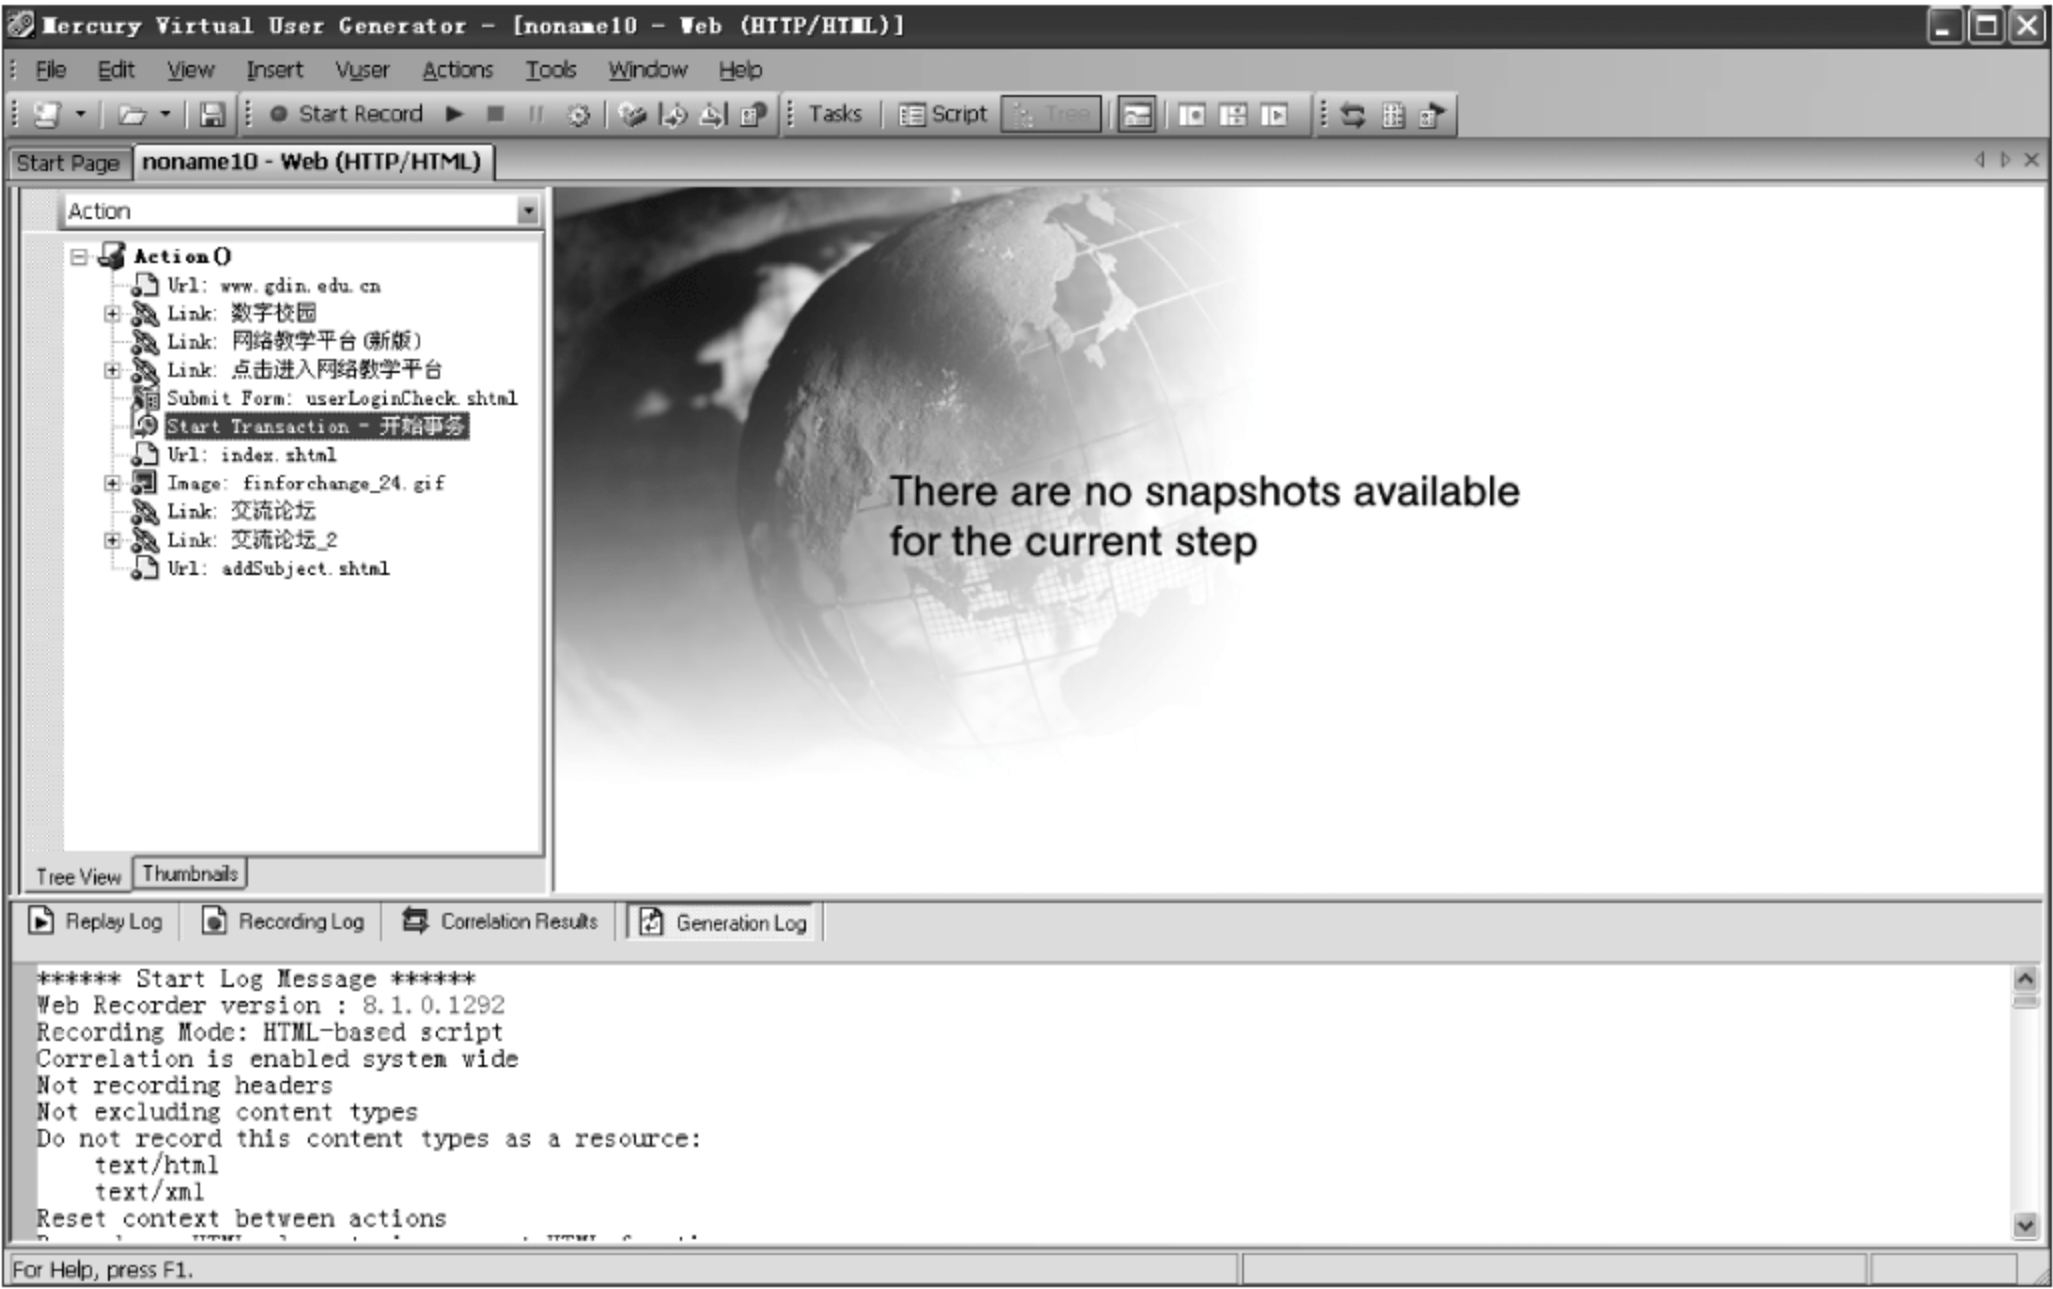 Mercury Virtual User Generator - [noname10 - Web (HTTP/HTML)]
File Edit View Insert Vuser Actions Tools Window Help
Start Record Tasks Script Tree
Start Page noname10 - Web (HTTP/HTML)
Action
Action()
Url: www.gdin.edu.cn
Link: 数字校园
Link: 网络教学平台(新版)
Link: 点击进入网络教学平台
Submit Form: userLoginCheck.shtml
Start Transaction - 开始事务
Url: index.shtml
Image: finforchange_24.gif
Link: 交流论坛
Link: 交流论坛_2
Url: addSubject.shtml
There are no snapshots available
for the current step
Tree View Thumbnails
Replay Log Recording Log Correlation Results Generation Log
****** Start Log Message ******
Web Recorder version : 8.1.0.1292
Recording Mode: HTML-based script
Correlation is enabled system wide
Not recording headers
Not excluding content types
Do not record this content types as a resource:
text/html
text/xml
Reset context between actions
For Help, press F1.